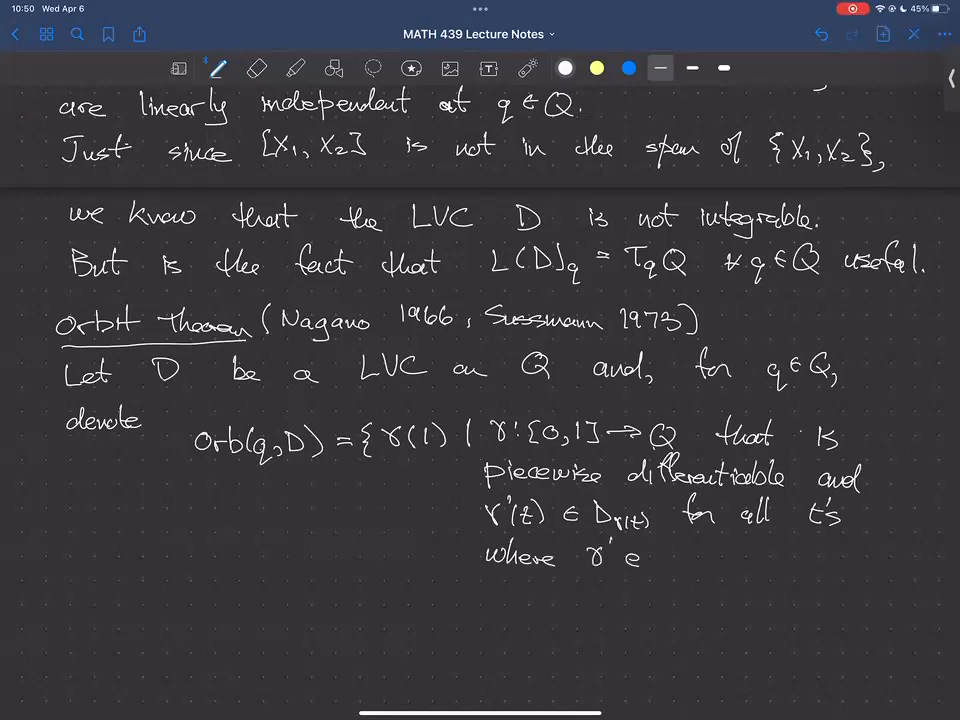 10:50 Wed Apr 6
45%
MATH 439 Lecture Notes
are linearly independent at q ∈ Q.
Just since [X1, X2] is not in the span of {X1, X2},
we know that the LVC D is not integrable.
But is the fact that L(D)q = TqQ ∀ q ∈ Q useful.
Orbit Theorem (Nagano 1966, Sussmann 1973)
Let D be a LVC on Q and, for q ∈ Q,
denote
Orb(q,D) = {γ(1) | γ: [0,1] → Q that is
piecewise differentiable and
γ'(t) ∈ Dγ(t) for all t's
where γ' e